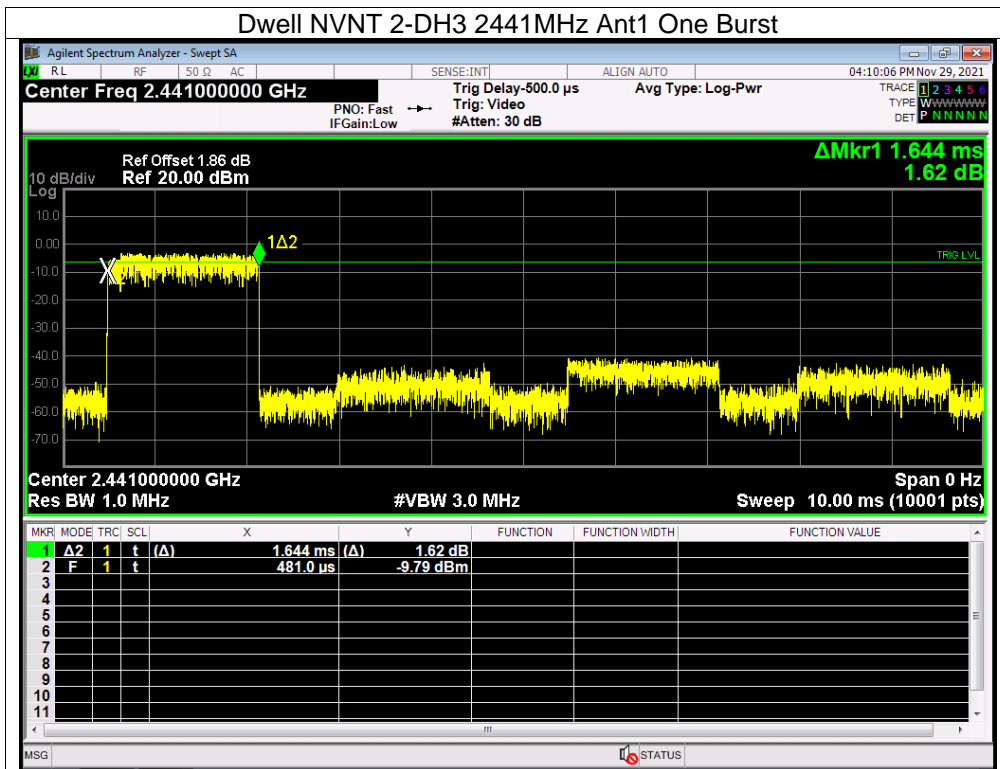 Dwell NVNT 2-DH3 2441MHz Ant1 One Burst
Agilent Spectrum Analyzer - Swept SA
LXI RL RF 50 Ω AC SENSE:INT ALIGN AUTO 04:10:06 PM Nov 29, 2021
Center Freq 2.441000000 GHz Trig Delay-500.0 µs Avg Type: Log-Pwr TRACE 1 2 3 4 5 6
PNO: Fast Trig: Video TYPE WWWWWW
IFGain:Low #Atten: 30 dB DET P N N N N N
ΔMkr1 1.644 ms
1.62 dB
Ref Offset 1.86 dB
10 dB/div Ref 20.00 dBm
Log
10.0
0.00
-10.0
-20.0
-30.0
-40.0
-50.0
-60.0
-70.0
1Δ2
TRIG LVL
Center 2.441000000 GHz Span 0 Hz
Res BW 1.0 MHz #VBW 3.0 MHz Sweep 10.00 ms (10001 pts)
MKR MODE TRC SCL X Y FUNCTION FUNCTION WIDTH FUNCTION VALUE
1 Δ2 1 t (Δ) 1.644 ms (Δ) 1.62 dB
2 F 1 t 481.0 µs -9.79 dBm
3
4
5
6
7
8
9
10
11
MSG STATUS